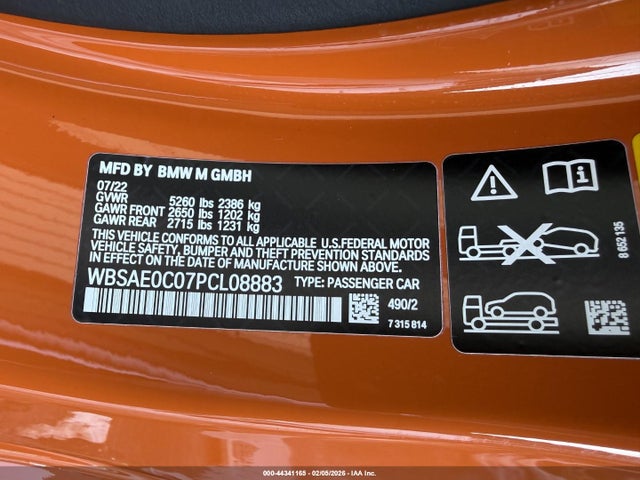 MFD BY BMW M GMBH
07/22
GVWR 5260 lbs 2386 kg
GAWR FRONT 2650 lbs 1202 kg
GAWR REAR 2715 lbs 1231 kg
THIS VEHICLE CONFORMS TO ALL APPLICABLE U.S.FEDERAL MOTOR
VEHICLE SAFETY, BUMPER, AND THEFT PREVENTION STANDARDS
IN EFFECT ON THE DATE OF MANUFACTURE SHOWN ABOVE.
WBSAE0C07PCL08883 TYPE: PASSENGER CAR
490/2
7 315 814
8 652 135
000-44341165 - 02/05/2026 - IAA Inc.